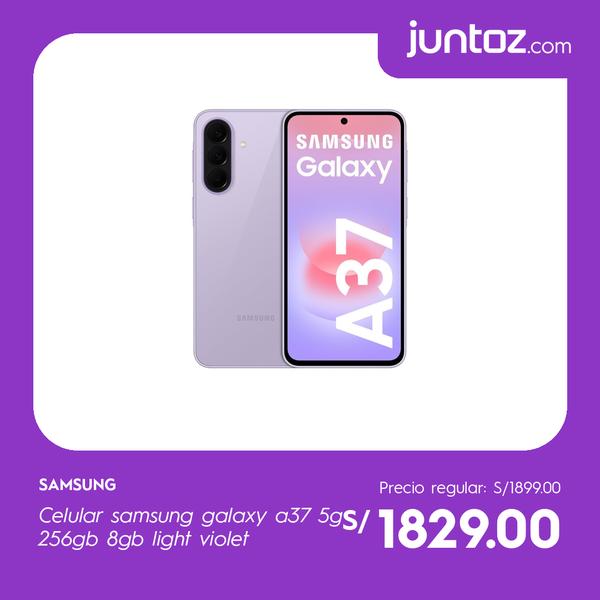 juntoz.com
SAMSUNG
Galaxy
A37
SAMSUNG
SAMSUNG
Precio regular: S/1899.00
Celular samsung galaxy a37 5g
256gb 8gb light violet
S/ 1829.00